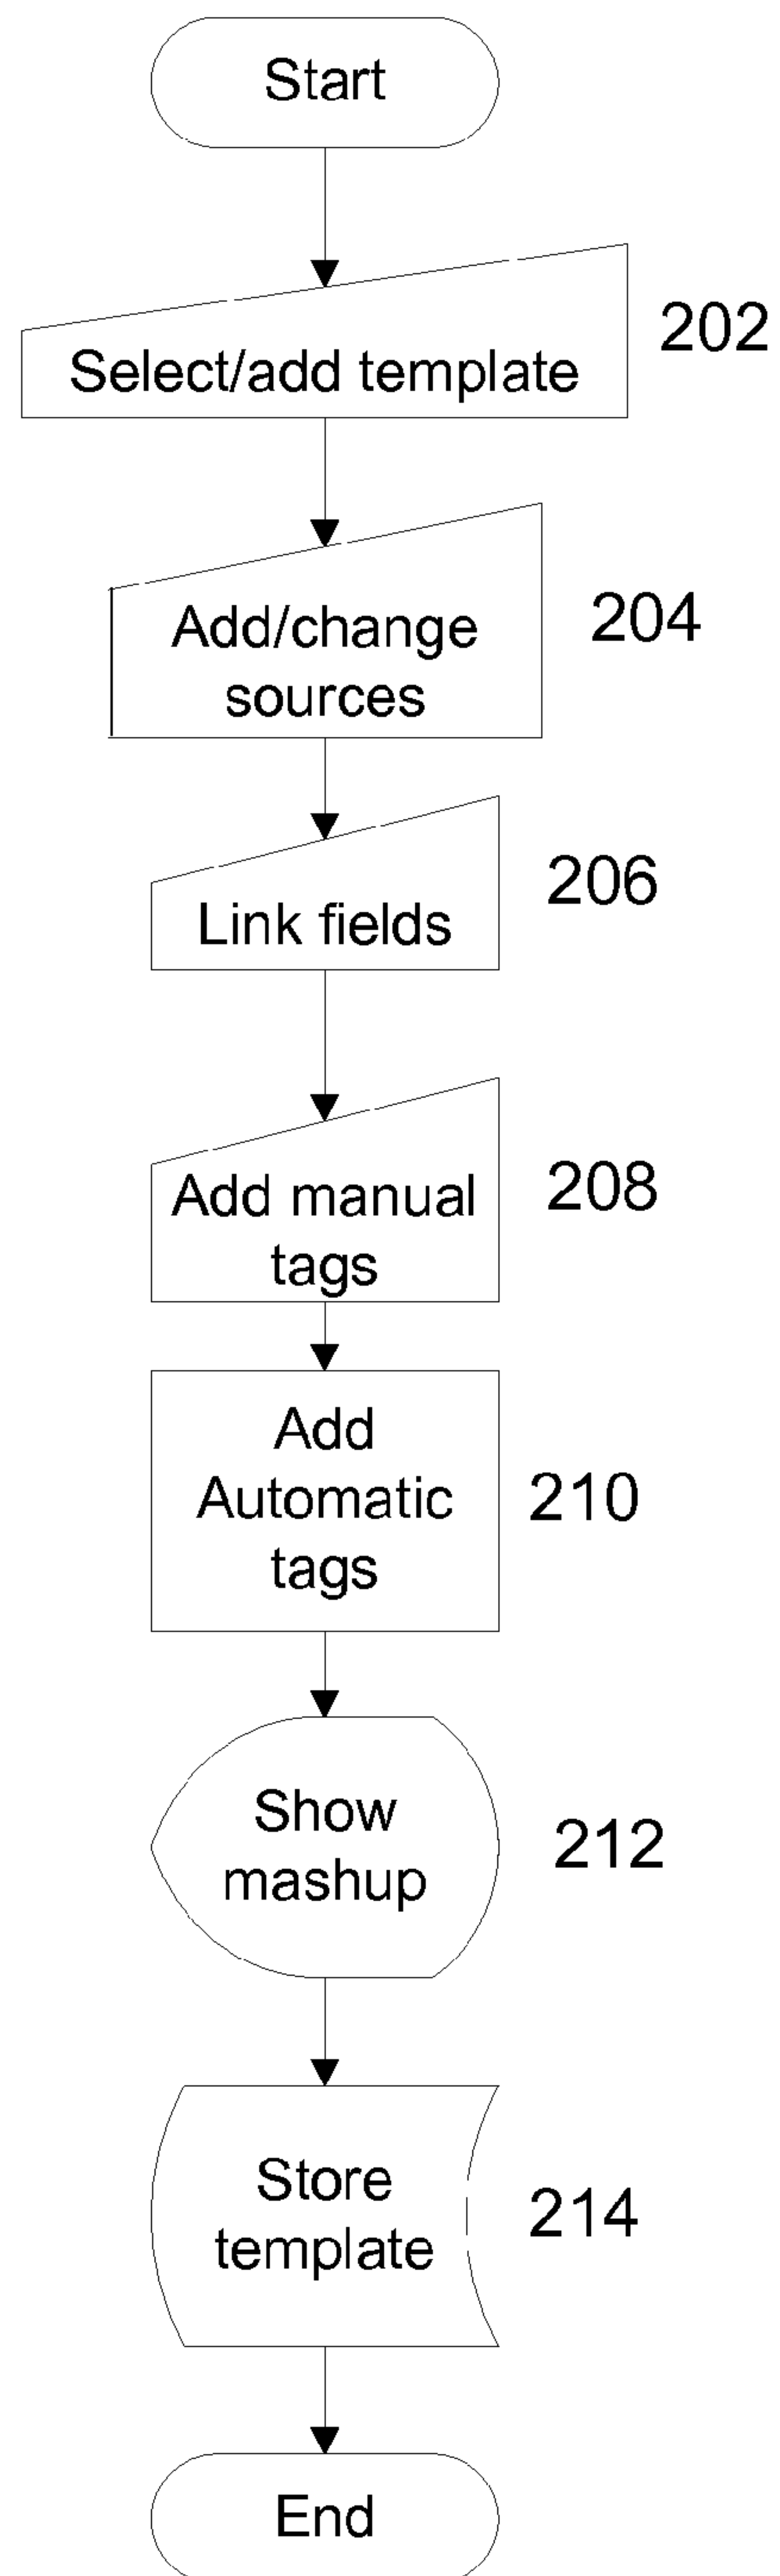 Start
Select/add template
202
Add/change
sources
204
Link fields
206
Add manual
tags
208
Add
Automatic
tags
210
Show
mashup
212
Store
template
214
End